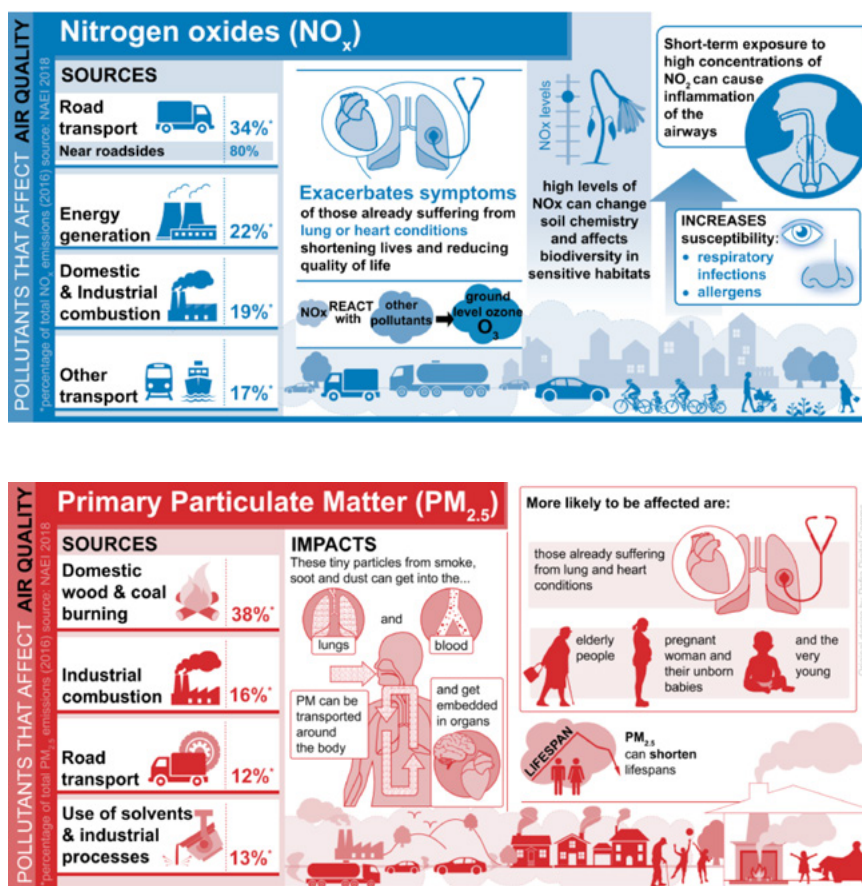 POLLUTANTS THAT AFFECT AIR QUALITY
*percentage of total NOx emissions (2016) source: NAEI 2018
Nitrogen oxides (NOx)
SOURCES
Road
transport
34%*
Near roadsides 80%
Energy
generation
22%*
Domestic
& Industrial
combustion
19%*
Other
transport
17%*
Exacerbates symptoms
of those already suffering from
lung or heart conditions
shortening lives and reducing
quality of life
NOx REACT
with
other
pollutants
ground
level ozone
O3
NOx levels
high levels of
NOx can change
soil chemistry
and affects
biodiversity in
sensitive habitats
Short-term exposure to
high concentrations of
NO2 can cause
inflammation
of the
airways
INCREASES
susceptibility:
• respiratory
infections
• allergens
POLLUTANTS THAT AFFECT AIR QUALITY
*percentage of total PM2.5 emissions (2016) source: NAEI 2018
Primary Particulate Matter (PM2.5)
SOURCES
Domestic
wood & coal
burning
38%*
Industrial
combustion
16%*
Road
transport
12%*
Use of solvents
& industrial
processes
13%*
IMPACTS
These tiny particles from smoke,
soot and dust can get into the...
lungs
and
blood
PM can be
transported
around
the body
and get
embedded
in organs
More likely to be affected are:
those already suffering
from lung and heart
conditions
elderly
people
pregnant
woman and
their unborn
babies
and the
very
young
LIFESPAN
PM2.5
can shorten
lifespans